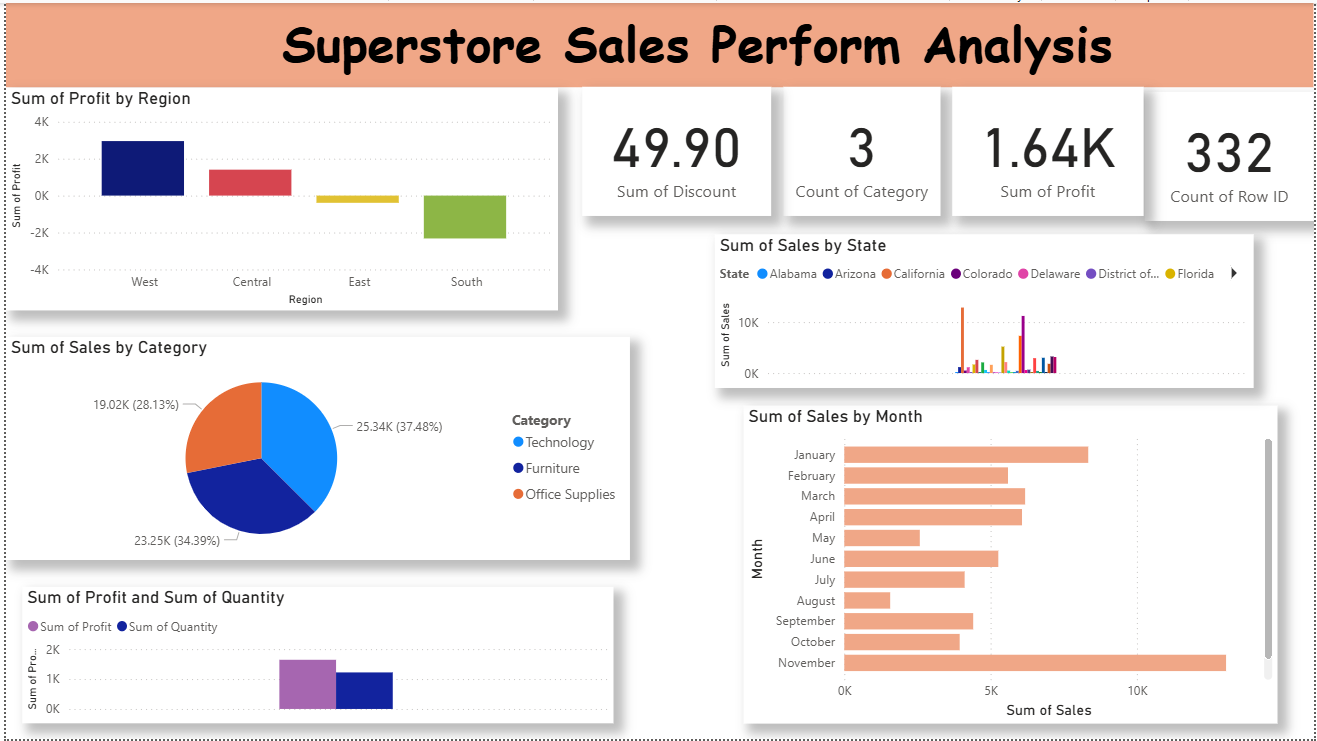 Superstore Sales Perform Analysis
Sum of Profit by Region
4K
2K
0K
-2K
-4K
Sum of Profit
West Central East South
Region
49.90
Sum of Discount
3
Count of Category
1.64K
Sum of Profit
332
Count of Row ID
Sum of Sales by State
State Alabama Arizona California Colorado Delaware District of... Florida
Sum of Sales
10K
0K
Sum of Sales by Category
19.02K (28.13%)
25.34K (37.48%)
23.25K (34.39%)
Category
Technology
Furniture
Office Supplies
Sum of Sales by Month
Month
January
February
March
April
May
June
July
August
September
October
November
0K 5K 10K
Sum of Sales
Sum of Profit and Sum of Quantity
Sum of Profit Sum of Quantity
Sum of Pro...
2K
1K
0K